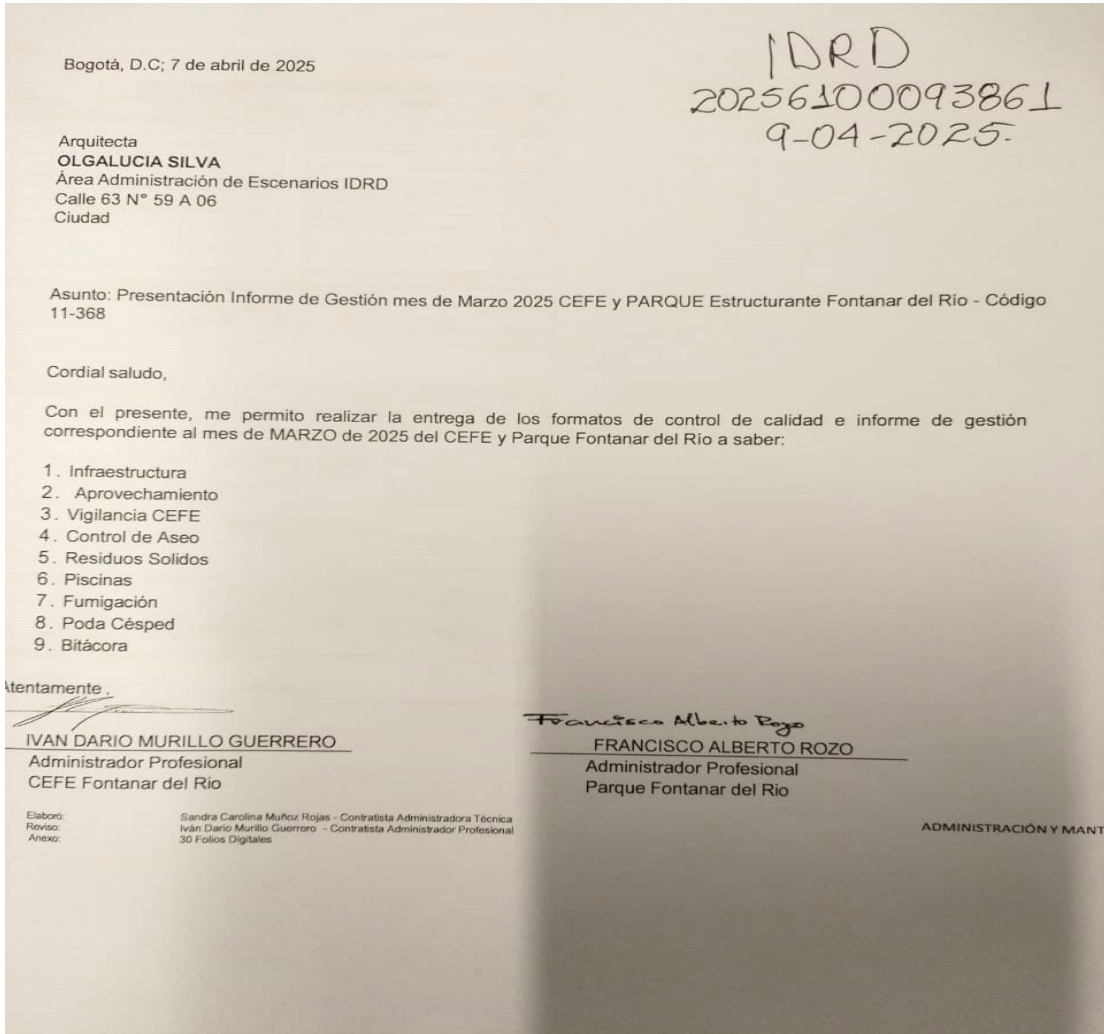 IDRD
20256100093861
9-04-2025.
Bogotá, D.C; 7 de abril de 2025
Arquitecta
OLGALUCIA SILVA
Área Administración de Escenarios IDRD
Calle 63 N° 59 A 06
Ciudad
Asunto: Presentación Informe de Gestión mes de Marzo 2025 CEFE y PARQUE Estructurante Fontanar del Río - Código
11-368
Cordial saludo,
Con el presente, me permito realizar la entrega de los formatos de control de calidad e informe de gestión
correspondiente al mes de MARZO de 2025 del CEFE y Parque Fontanar del Río a saber:
1. Infraestructura
2. Aprovechamiento
3. Vigilancia CEFE
4. Control de Aseo
5. Residuos Solidos
6. Piscinas
7. Fumigación
8. Poda Césped
9. Bitácora
Atentamente,
Francisco Alberto Rozo
IVAN DARIO MURILLO GUERRERO
Administrador Profesional
CEFE Fontanar del Rio
FRANCISCO ALBERTO ROZO
Administrador Profesional
Parque Fontanar del Rio
Elaboró: Sandra Carolina Muñoz Rojas - Contratista Administradora Técnica
Reviso: Iván Dario Murillo Guerrero - Contratista Administrador Profesional
Anexo: 30 Folios Digitales
ADMINISTRACIÓN Y MANT